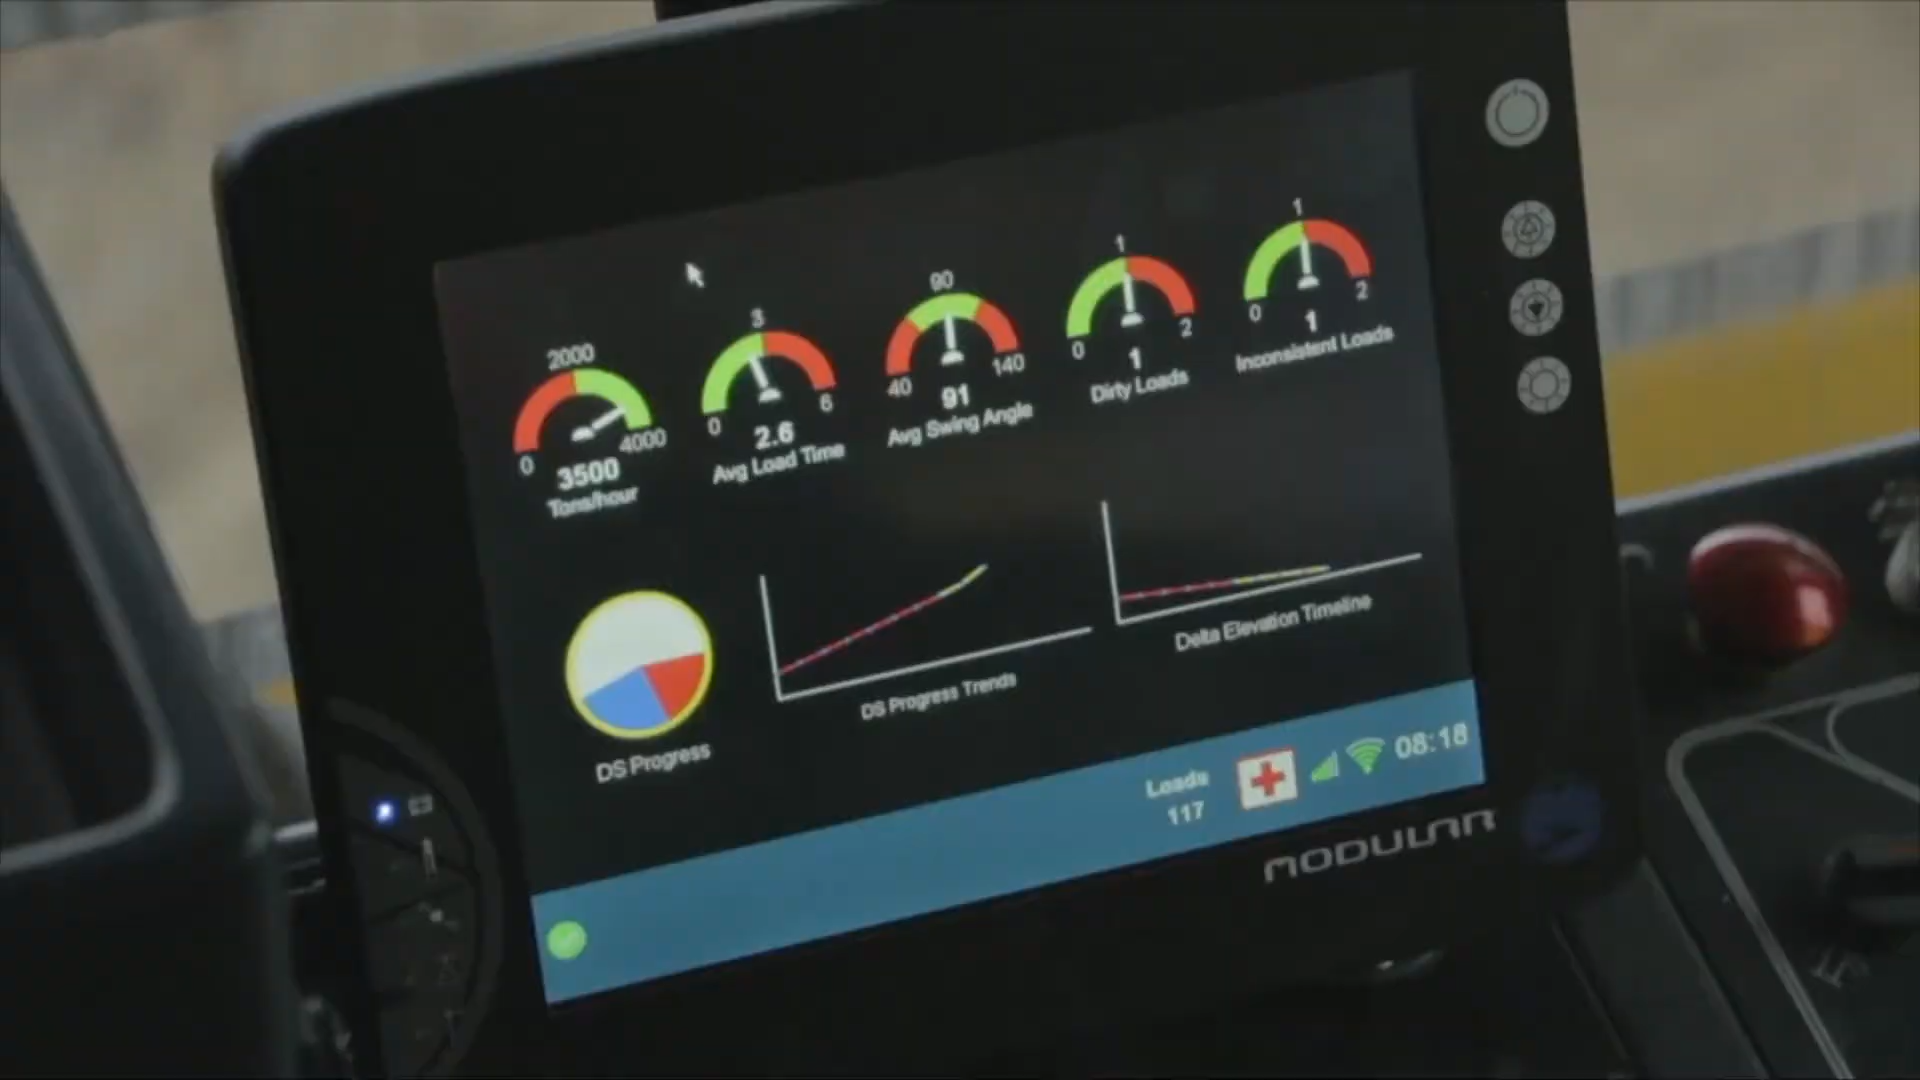 2000
0
4000
3500
Tons/hour
3
0
6
2.6
Avg Load Time
90
40
140
91
Avg Swing Angle
1
0
2
1
Dirty Loads
1
0
2
1
Inconsistent Loads
DS Progress
DS Progress Trends
Delta Elevation Timeline
Loads
117
08:18
MODULAR